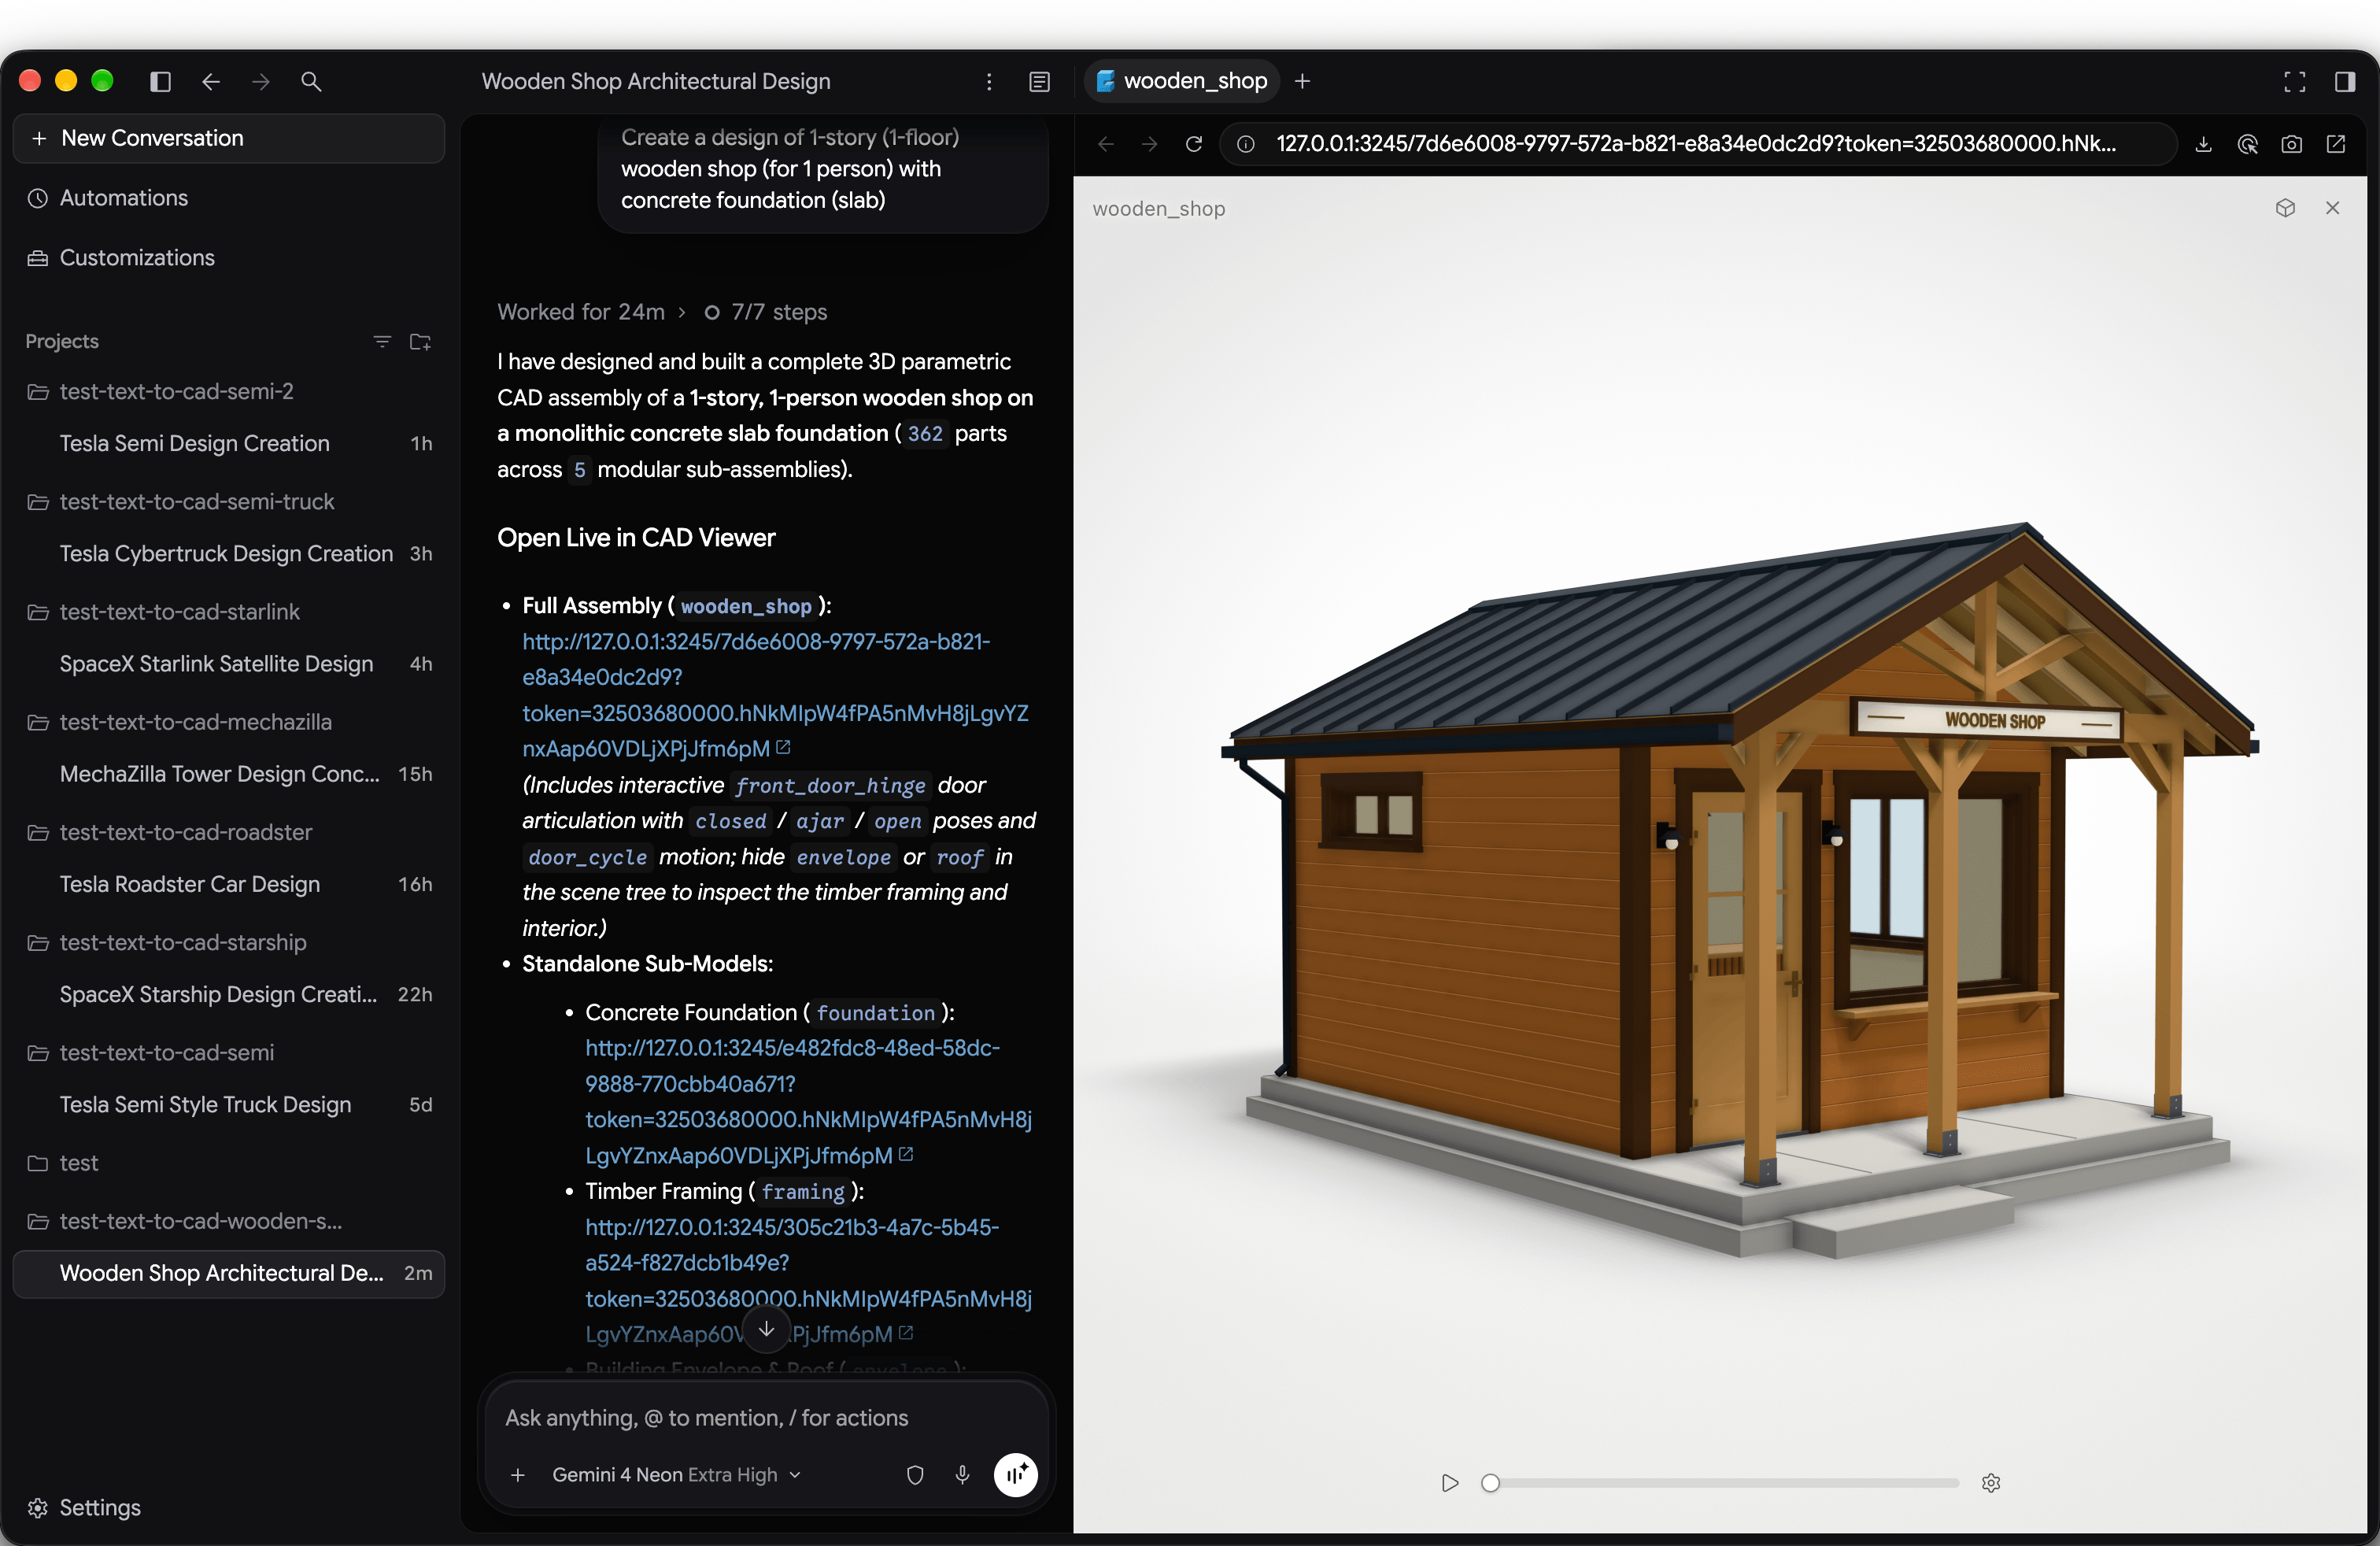 Wooden Shop Architectural Design
wooden_shop
New Conversation
Automations
Customizations
Projects
test-text-to-cad-semi-2
Tesla Semi Design Creation 1h
test-text-to-cad-semi-truck
Tesla Cybertruck Design Creation 3h
test-text-to-cad-starlink
SpaceX Starlink Satellite Design 4h
test-text-to-cad-mechazilla
MechaZilla Tower Design Conc... 15h
test-text-to-cad-roadster
Tesla Roadster Car Design 16h
test-text-to-cad-starship
SpaceX Starship Design Creati... 22h
test-text-to-cad-semi
Tesla Semi Style Truck Design 5d
test
test-text-to-cad-wooden-s...
Wooden Shop Architectural De... 2m
Settings
Create a design of 1-story (1-floor)
wooden shop (for 1 person) with
concrete foundation (slab)
Worked for 24m > 7/7 steps
I have designed and built a complete 3D parametric
CAD assembly of a 1-story, 1-person wooden shop on
a monolithic concrete slab foundation ( 362 parts
across 5 modular sub-assemblies).
Open Live in CAD Viewer
• Full Assembly ( wooden_shop ):
http://127.0.0.1:3245/7d6e6008-9797-572a-b821-
e8a34e0dc2d9?
token=32503680000.hNkMIpW4fPA5nMvH8jLgvYZ
nxAap60VDLjXPjJfm6pM
(Includes interactive front_door_hinge door
articulation with closed / ajar / open poses and
door_cycle motion; hide envelope or roof in
the scene tree to inspect the timber framing and
interior.)
• Standalone Sub-Models:
• Concrete Foundation ( foundation ):
http://127.0.0.1:3245/e482fdc8-48ed-58dc-
9888-770cbb40a671?
token=32503680000.hNkMIpW4fPA5nMvH8j
LgvYZnxAap60VDLjXPjJfm6pM
• Timber Framing ( framing ):
http://127.0.0.1:3245/305c21b3-4a7c-5b45-
a524-f827dcb1b49e?
token=32503680000.hNkMIpW4fPA5nMvH8j
LgvYZnxAap60V PjJfm6pM
• Building Envelope & Roof ( envelope ):
Ask anything, @ to mention, / for actions
Gemini 4 Neon Extra High
127.0.0.1:3245/7d6e6008-9797-572a-b821-e8a34e0dc2d9?token=32503680000.hNk...
wooden_shop
WOODEN SHOP